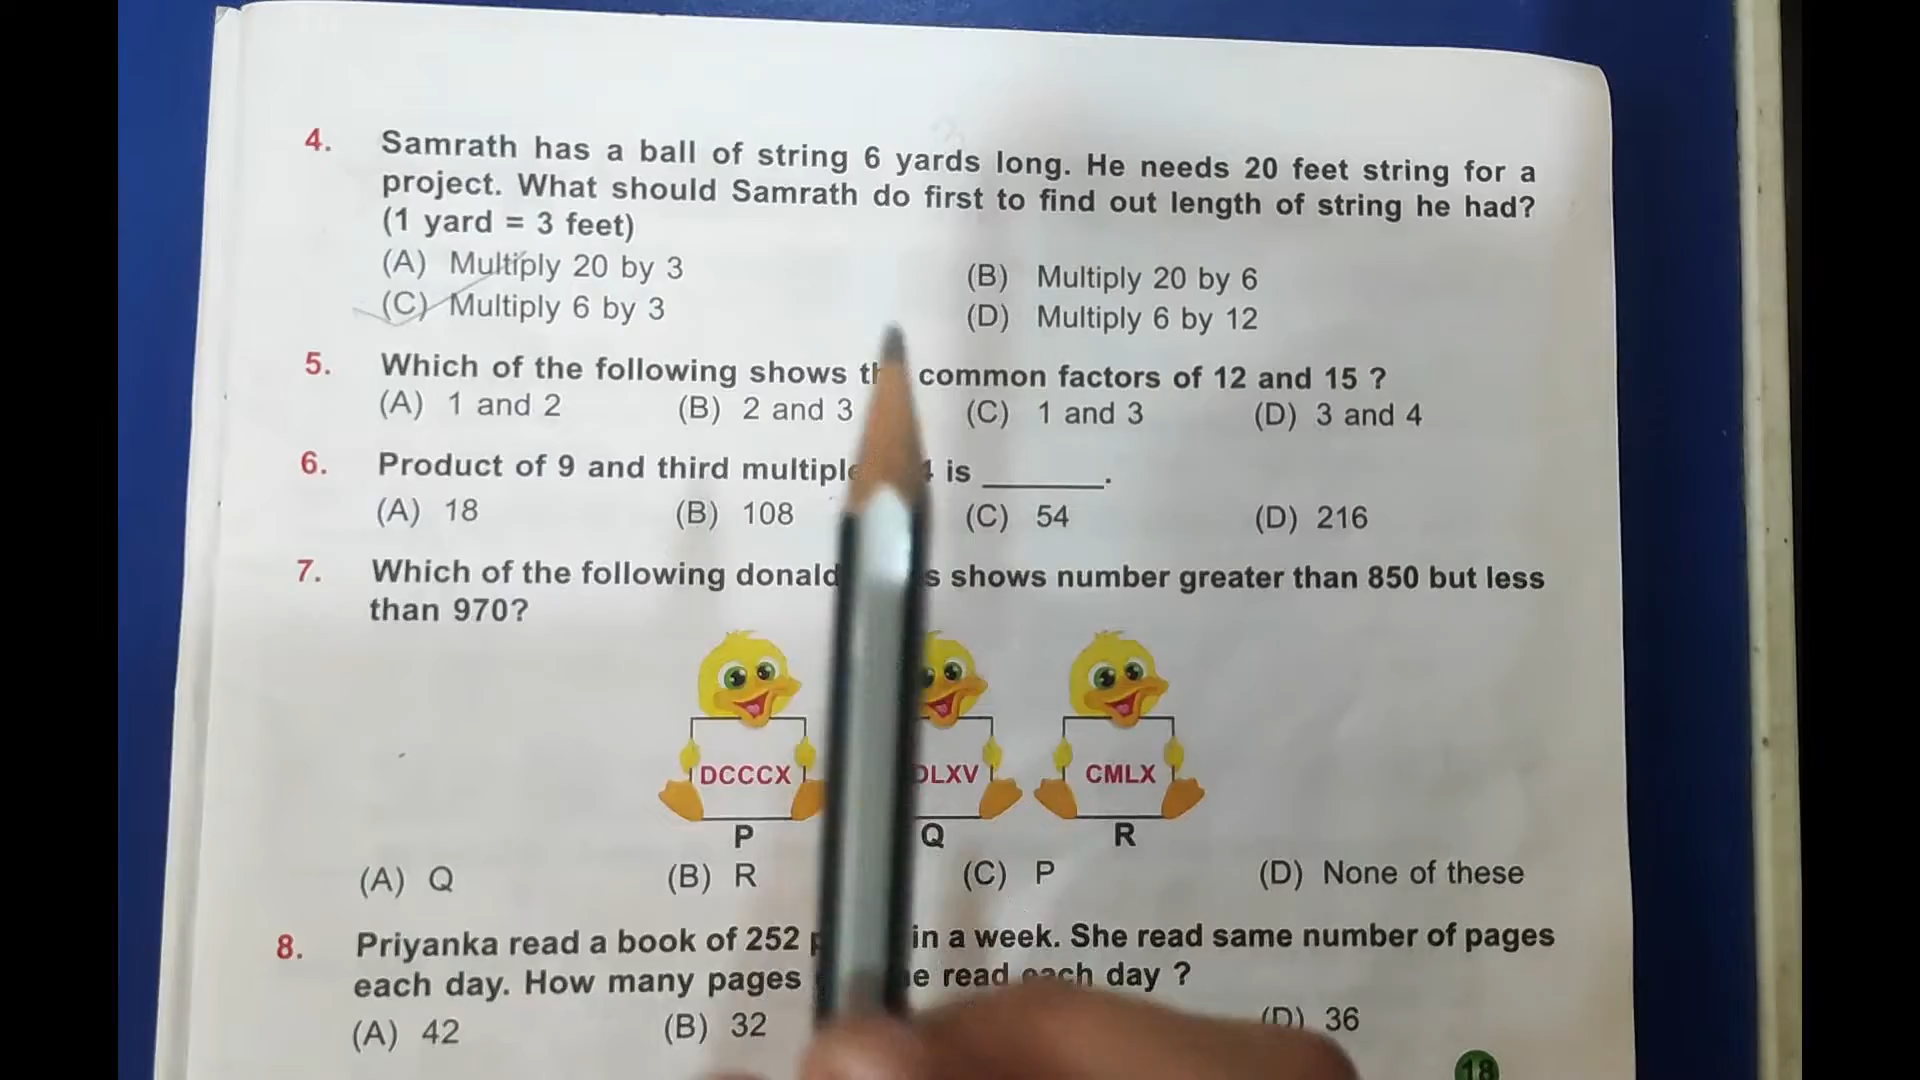 4. Samrath has a ball of string 6 yards long. He needs 20 feet string for a
project. What should Samrath do first to find out length of string he had?
(1 yard = 3 feet)
(A) Multiply 20 by 3 (B) Multiply 20 by 6
(C) Multiply 6 by 3 (D) Multiply 6 by 12
5. Which of the following shows common factors of 12 and 15 ?
(A) 1 and 2 (B) 2 and 3 (C) 1 and 3 (D) 3 and 4
6. Product of 9 and third multiple 4 is ________.
(A) 18 (B) 108 (C) 54 (D) 216
7. Which of the following donald shows number greater than 850 but less
than 970?
DCCCX DLXV CMLX
P Q R
(A) Q (B) R (C) P (D) None of these
8. Priyanka read a book of 252 in a week. She read same number of pages
each day. How many pages read each day ?
(A) 42 (B) 32 (D) 36
18